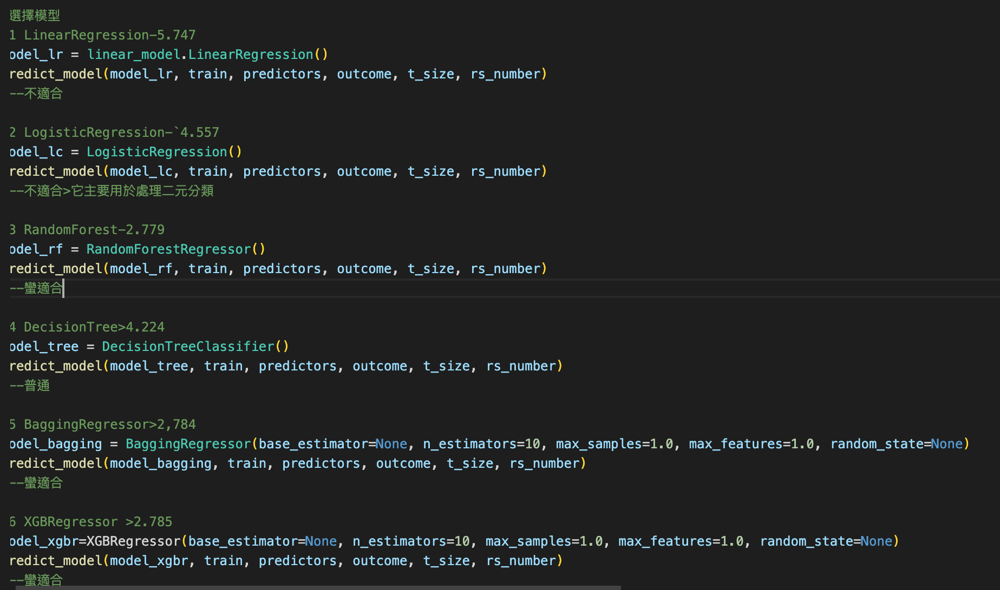 選擇模型
1 LinearRegression-5.747
odel_lr = linear_model.LinearRegression()
redict_model(model_lr, train, predictors, outcome, t_size, rs_number)
--不適合
2 LogisticRegression-`4.557
odel_lc = LogisticRegression()
redict_model(model_lc, train, predictors, outcome, t_size, rs_number)
--不適合>它主要用於處理二元分類
3 RandomForest-2.779
odel_rf = RandomForestRegressor()
redict_model(model_rf, train, predictors, outcome, t_size, rs_number)
--蠻適合
4 DecisionTree>4.224
odel_tree = DecisionTreeClassifier()
redict_model(model_tree, train, predictors, outcome, t_size, rs_number)
--普通
5 BaggingRegressor>2,784
odel_bagging = BaggingRegressor(base_estimator=None, n_estimators=10, max_samples=1.0, max_features=1.0, random_state=None)
redict_model(model_bagging, train, predictors, outcome, t_size, rs_number)
--蠻適合
6 XGBRegressor >2.785
odel_xgbr=XGBRegressor(base_estimator=None, n_estimators=10, max_samples=1.0, max_features=1.0, random_state=None)
redict_model(model_xgbr, train, predictors, outcome, t_size, rs_number)
--蠻適合